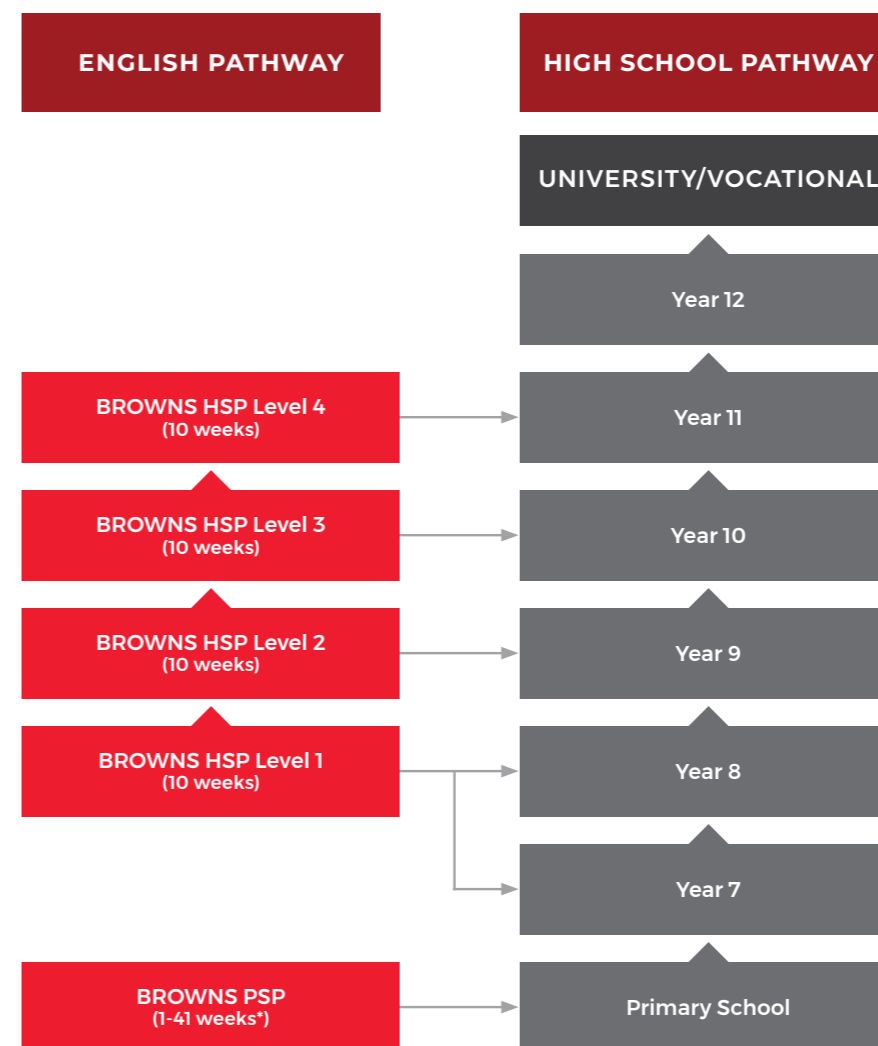 ENGLISH PATHWAY
HIGH SCHOOL PATHWAY
UNIVERSITY/VOCATIONAL
Year 12
BROWNS HSP Level 4
(10 weeks)
Year 11
BROWNS HSP Level 3
(10 weeks)
Year 10
BROWNS HSP Level 2
(10 weeks)
Year 9
BROWNS HSP Level 1
(10 weeks)
Year 8
Year 7
BROWNS PSP
(1-41 weeks*)
Primary School